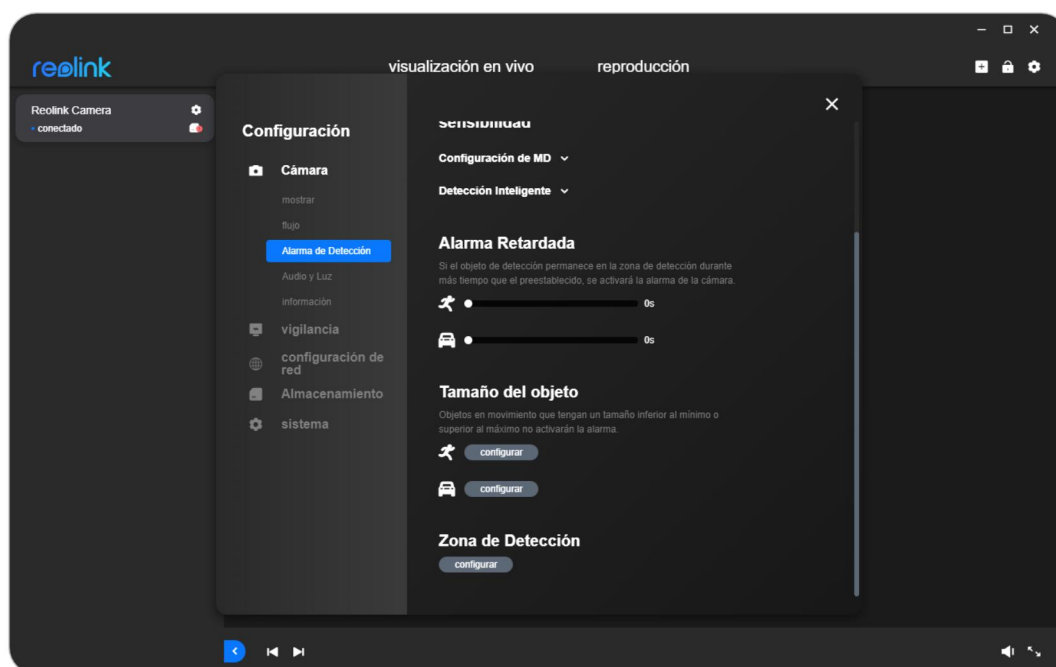 reolink
visualización en vivo
reproducción
Reolink Camera
conectado
Configuración
Cámara
mostrar
flujo
Alarma de Detección
Audio y Luz
información
vigilancia
configuración de
red
Almacenamiento
sistema
sensibilidad
Configuración de MD
Detección Inteligente
Alarma Retardada
Si el objeto de detección permanece en la zona de detección durante
más tiempo que el preestablecido, se activará la alarma de la cámara.
0s
0s
Tamaño del objeto
Objetos en movimiento que tengan un tamaño inferior al mínimo o
superior al máximo no activarán la alarma.
configurar
configurar
Zona de Detección
configurar